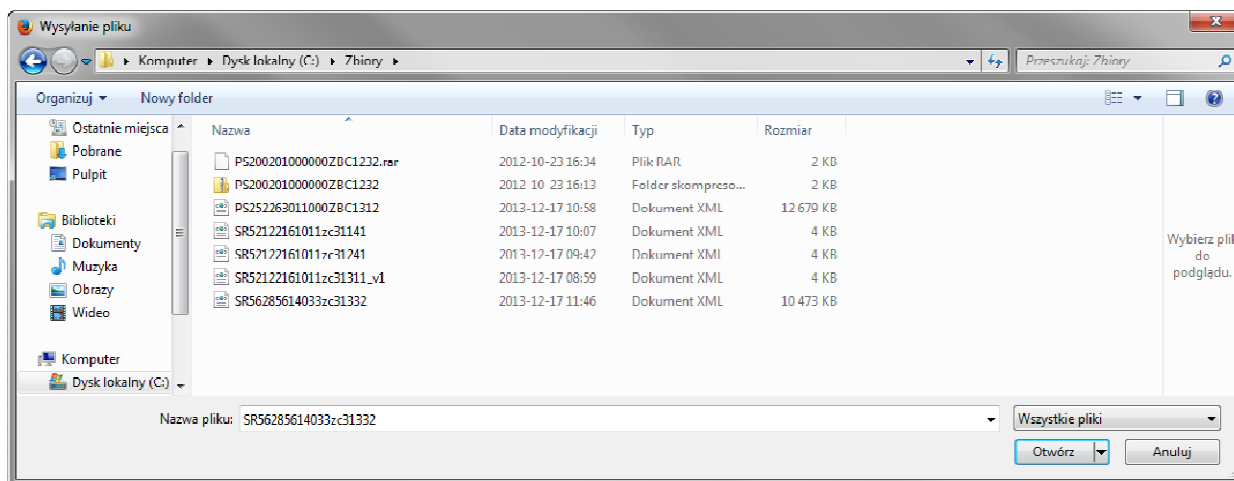 Wysyłanie pliku
Komputer Dysk lokalny (C:) Zbiory
Przeszukaj: Zbiory
Organizuj Nowy folder
Ostatnie miejsca
Pobrane
Pulpit
Biblioteki
Dokumenty
Muzyka
Obrazy
Wideo
Komputer
Dysk lokalny (C:)
Nazwa Data modyfikacji Typ Rozmiar
PS200201000000ZBC1232.rar 2012-10-23 16:34 Plik RAR 2 KB
PS200201000000ZBC1232 2012-10-23 16:13 Folder skompreso... 2 KB
PS252263011000ZBC1312 2013-12-17 10:58 Dokument XML 12 679 KB
SR52122161011zc31141 2013-12-17 10:07 Dokument XML 4 KB
SR52122161011zc31241 2013-12-17 09:42 Dokument XML 4 KB
SR52122161011zc31311_v1 2013-12-17 08:59 Dokument XML 4 KB
SR56285614033zc31332 2013-12-17 11:46 Dokument XML 10 473 KB
Wybierz plik
do
podglądu.
Nazwa pliku: SR56285614033zc31332
Wszystkie pliki
Otwórz Anuluj